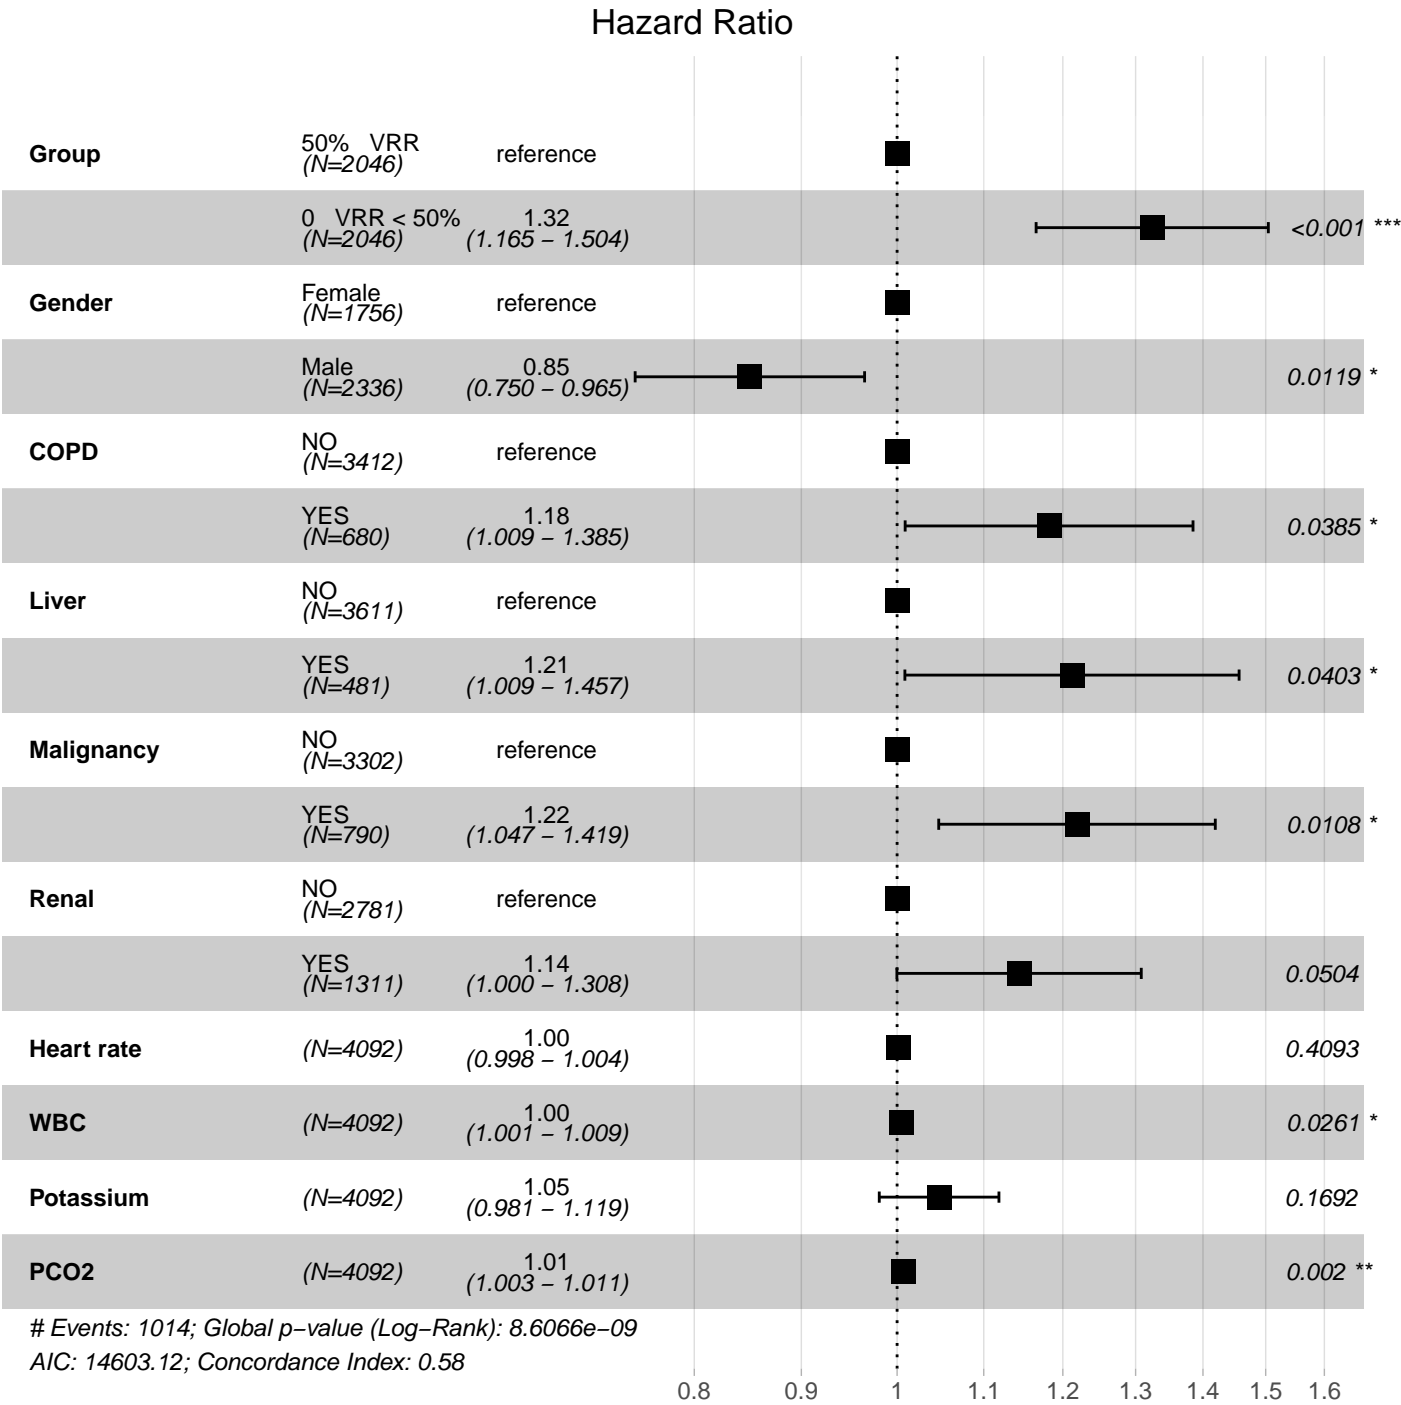 Hazard Ratio
Group 50% VRR (N=2046) reference
0 VRR < 50% (N=2046) 1.32 (1.165 – 1.504) <0.001 ***
Gender Female (N=1756) reference
Male (N=2336) 0.85 (0.750 – 0.965) 0.0119 *
COPD NO (N=3412) reference
YES (N=680) 1.18 (1.009 – 1.385) 0.0385 *
Liver NO (N=3611) reference
YES (N=481) 1.21 (1.009 – 1.457) 0.0403 *
Malignancy NO (N=3302) reference
YES (N=790) 1.22 (1.047 – 1.419) 0.0108 *
Renal NO (N=2781) reference
YES (N=1311) 1.14 (1.000 – 1.308) 0.0504
Heart rate (N=4092) 1.00 (0.998 – 1.004) 0.4093
WBC (N=4092) 1.00 (1.001 – 1.009) 0.0261 *
Potassium (N=4092) 1.05 (0.981 – 1.119) 0.1692
PCO2 (N=4092) 1.01 (1.003 – 1.011) 0.002 **
# Events: 1014; Global p−value (Log−Rank): 8.6066e−09
AIC: 14603.12; Concordance Index: 0.58
0.8 0.9 1 1.1 1.2 1.3 1.4 1.5 1.6